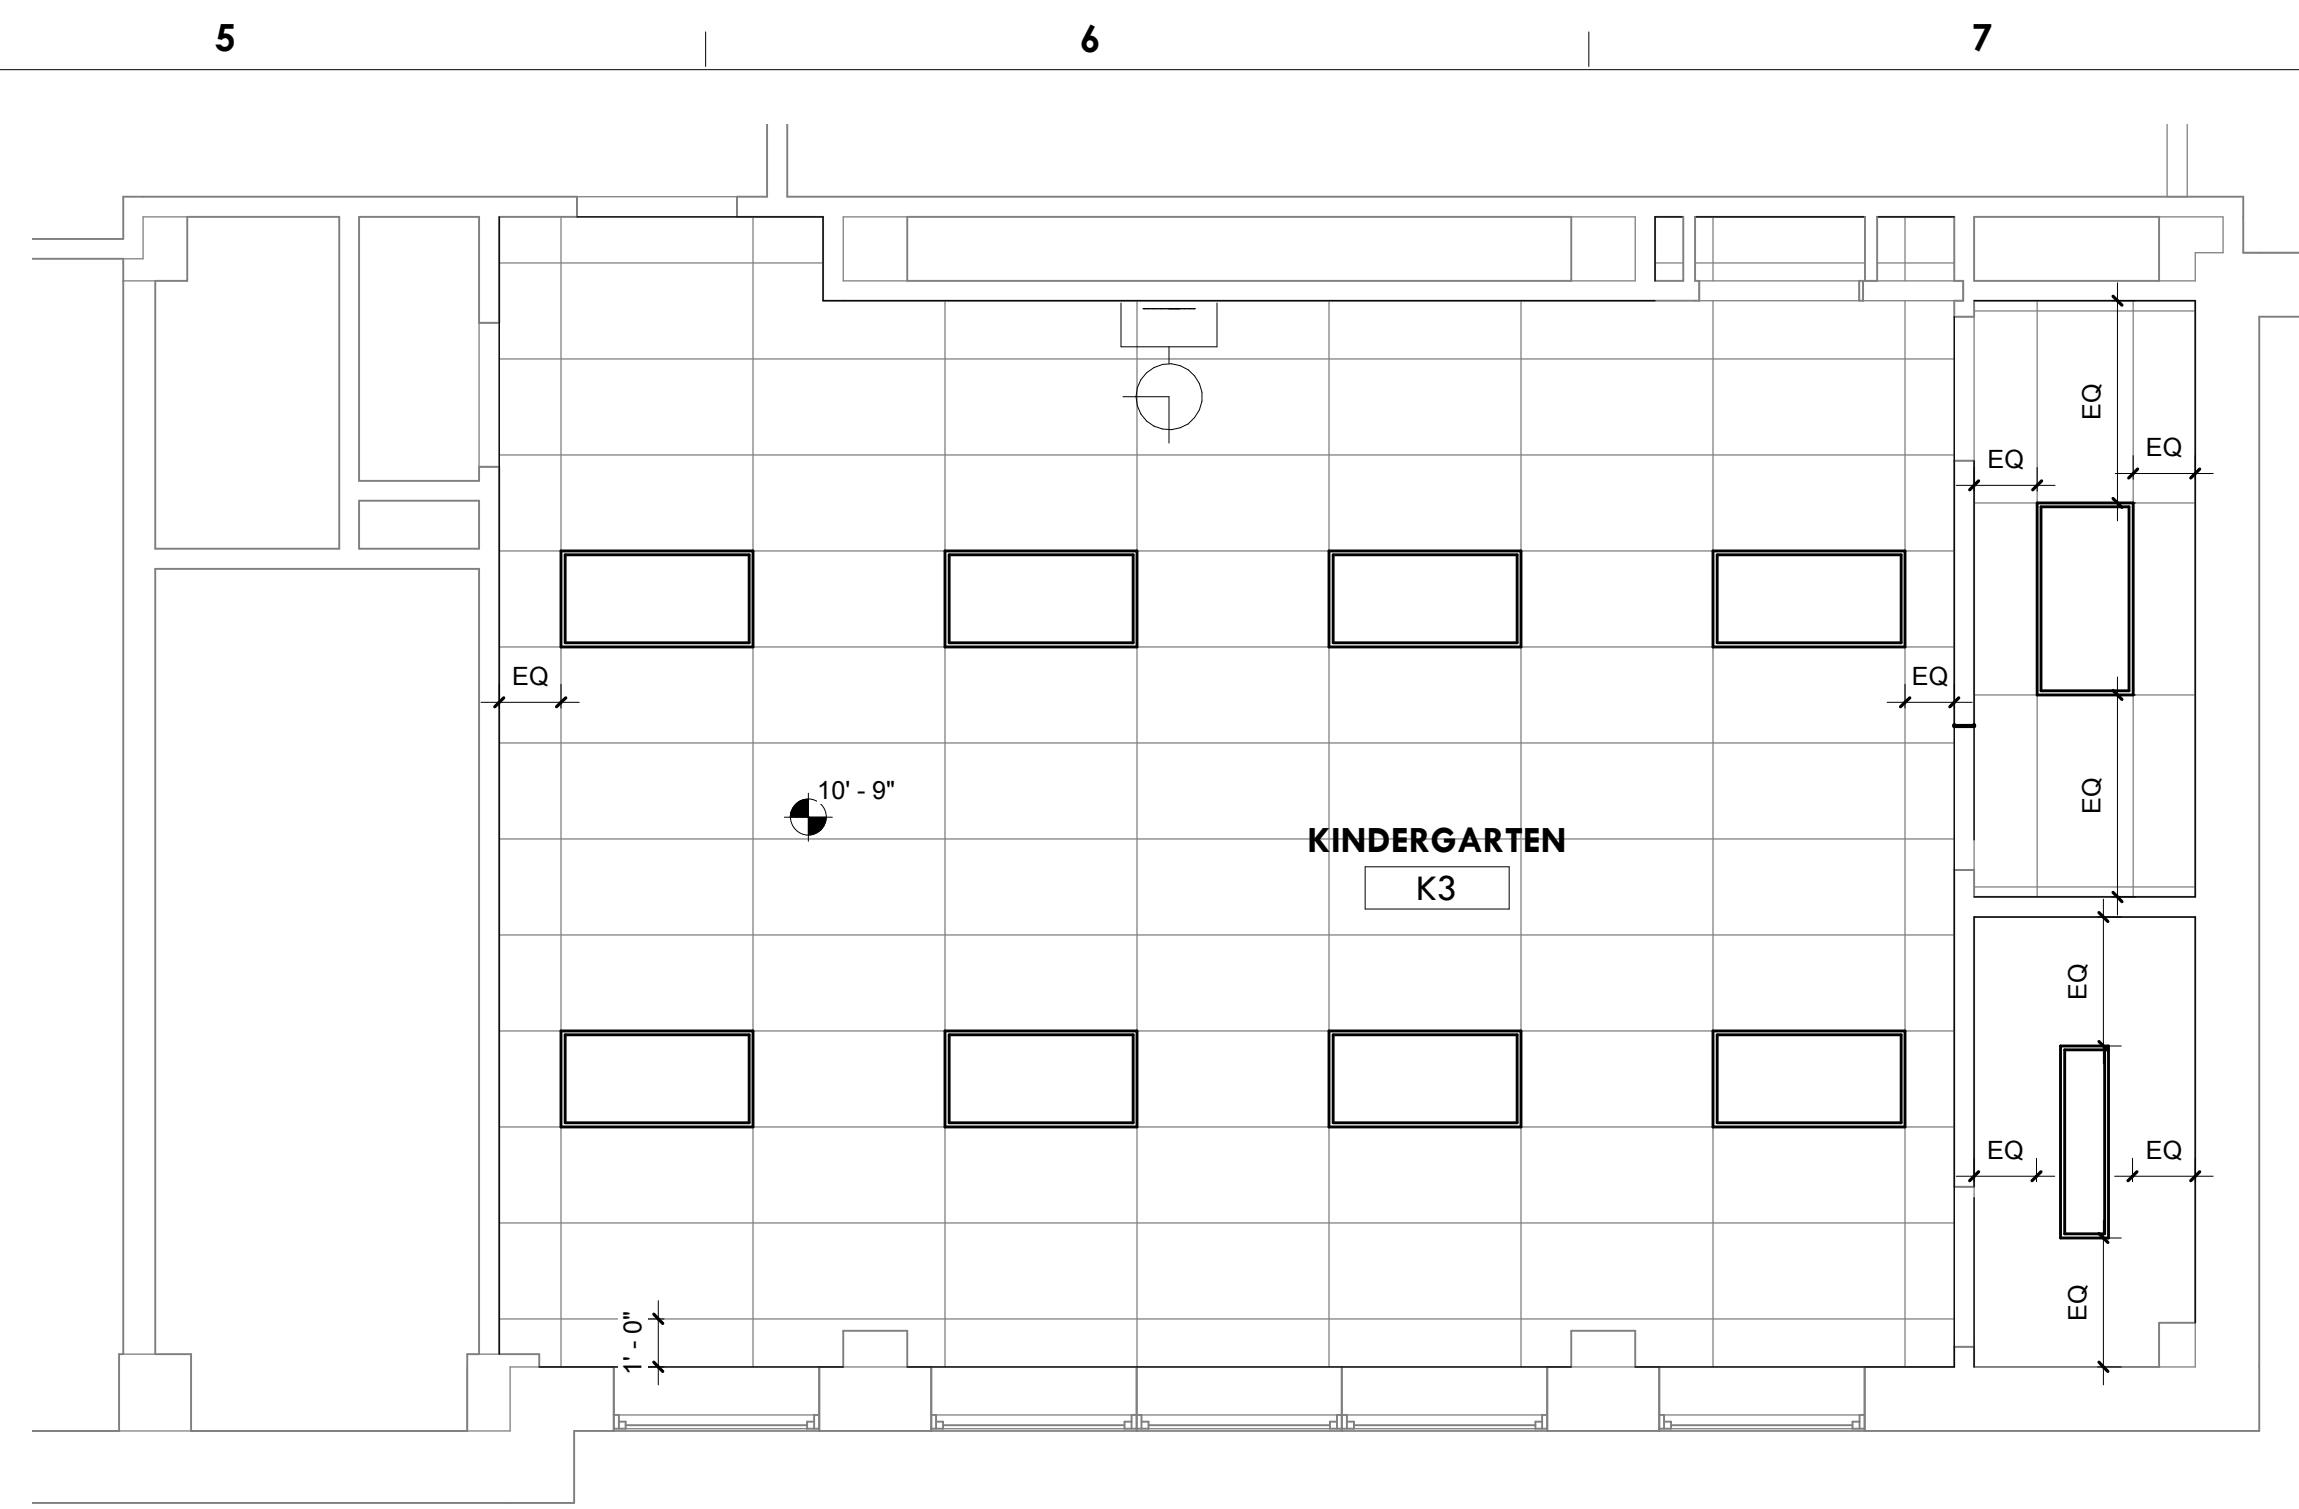 5 6 7
EQ
EQ
EQ
EQ
EQ
10' - 9"
EQ
KINDERGARTEN
K3
EQ
EQ
EQ
EQ
1' - 0"